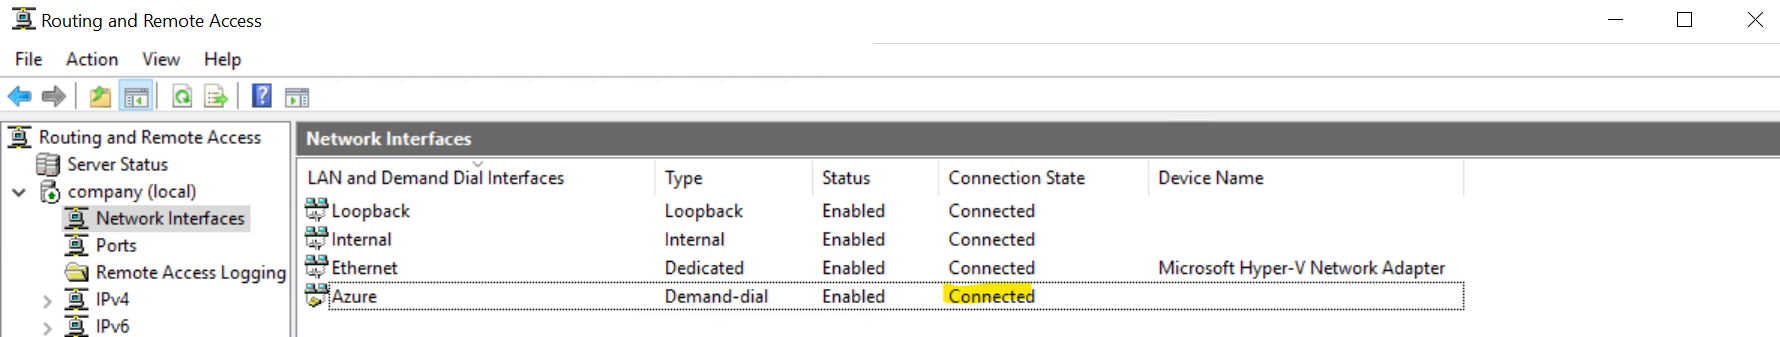 Routing and Remote Access
File Action View Help
Routing and Remote Access
Server Status
company (local)
Network Interfaces
Ports
Remote Access Logging
IPv4
IPv6
Network Interfaces
LAN and Demand Dial Interfaces Type Status Connection State Device Name
Loopback Loopback Enabled Connected
Internal Internal Enabled Connected
Ethernet Dedicated Enabled Connected Microsoft Hyper-V Network Adapter
Azure Demand-dial Enabled Connected